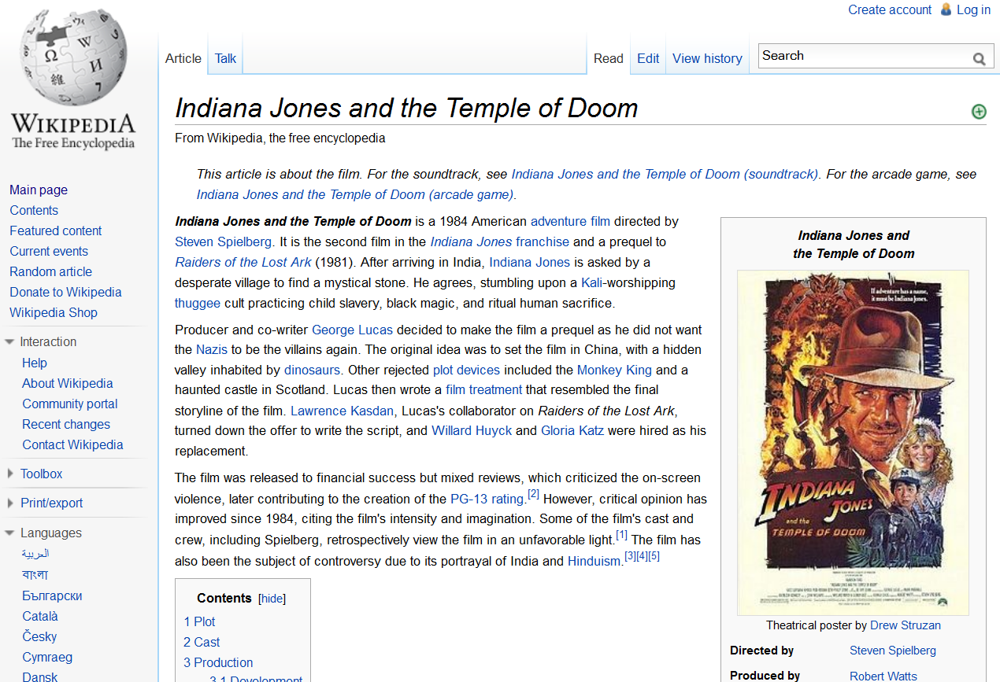 Create account Log in
Article Talk Read Edit View history Search
WIKIPEDIA
The Free Encyclopedia
Main page
Contents
Featured content
Current events
Random article
Donate to Wikipedia
Wikipedia Shop
Interaction
Help
About Wikipedia
Community portal
Recent changes
Contact Wikipedia
Toolbox
Print/export
Languages
العربية
বাংলা
Български
Català
Česky
Cymraeg
Dansk
Indiana Jones and the Temple of Doom
From Wikipedia, the free encyclopedia
This article is about the film. For the soundtrack, see Indiana Jones and the Temple of Doom (soundtrack). For the arcade game, see
Indiana Jones and the Temple of Doom (arcade game).
Indiana Jones and the Temple of Doom is a 1984 American adventure film directed by
Steven Spielberg. It is the second film in the Indiana Jones franchise and a prequel to
Raiders of the Lost Ark (1981). After arriving in India, Indiana Jones is asked by a
desperate village to find a mystical stone. He agrees, stumbling upon a Kali-worshipping
thuggee cult practicing child slavery, black magic, and ritual human sacrifice.
Producer and co-writer George Lucas decided to make the film a prequel as he did not want
the Nazis to be the villains again. The original idea was to set the film in China, with a hidden
valley inhabited by dinosaurs. Other rejected plot devices included the Monkey King and a
haunted castle in Scotland. Lucas then wrote a film treatment that resembled the final
storyline of the film. Lawrence Kasdan, Lucas's collaborator on Raiders of the Lost Ark,
turned down the offer to write the script, and Willard Huyck and Gloria Katz were hired as his
replacement.
The film was released to financial success but mixed reviews, which criticized the on-screen
violence, later contributing to the creation of the PG-13 rating.[2] However, critical opinion has
improved since 1984, citing the film's intensity and imagination. Some of the film's cast and
crew, including Spielberg, retrospectively view the film in an unfavorable light.[1] The film has
also been the subject of controversy due to its portrayal of India and Hinduism.[3][4][5]
Contents [hide]
1 Plot
2 Cast
3 Production
3.1 Development
Indiana Jones and
the Temple of Doom
If adventure has a name,
it must be Indiana Jones.
INDIANA
JONES
and the
TEMPLE OF DOOM
Theatrical poster by Drew Struzan
Directed by Steven Spielberg
Produced by Robert Watts